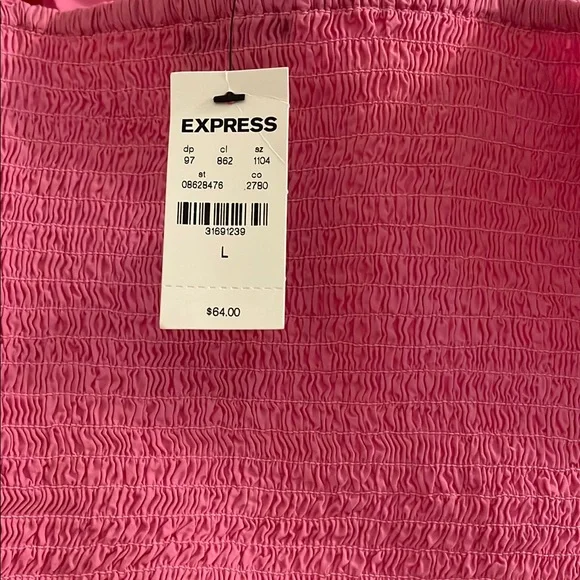 EXPRESS
dp cl sz
97 862 1104
st co
08628476 2780
31691239
L
$64.00